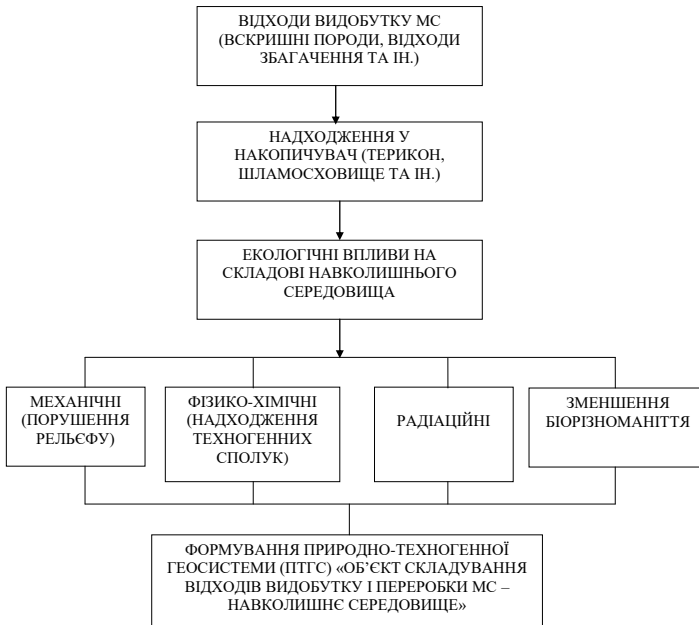 ВІДХОДИ ВИДОБУТКУ МС
(ВСКРИШНІ ПОРОДИ, ВІДХОДИ
ЗБАГАЧЕННЯ ТА ІН.)
НАДХОДЖЕННЯ У
НАКОПИЧУВАЧ (ТЕРИКОН,
ШЛАМОСХОВИЩЕ ТА ІН.)
ЕКОЛОГІЧНІ ВПЛИВИ НА
СКЛАДОВІ НАВКОЛИШНЬОГО
СЕРЕДОВИЩА
МЕХАНІЧНІ
(ПОРУШЕННЯ
РЕЛЬЄФУ)
ФІЗИКО-ХІМІЧНІ
(НАДХОДЖЕННЯ
ТЕХНОГЕННИХ
СПОЛУК)
РАДІАЦІЙНІ
ЗМЕНШЕННЯ
БІОРІЗНОМАНІТТЯ
ФОРМУВАННЯ ПРИРОДНО-ТЕХНОГЕННОЇ
ГЕОСИСТЕМИ (ПТГС) «ОБ’ЄКТ СКЛАДУВАННЯ
ВІДХОДІВ ВИДОБУТКУ І ПЕРЕРОБКИ МС –
НАВКОЛИШНЄ СЕРЕДОВИЩЕ»